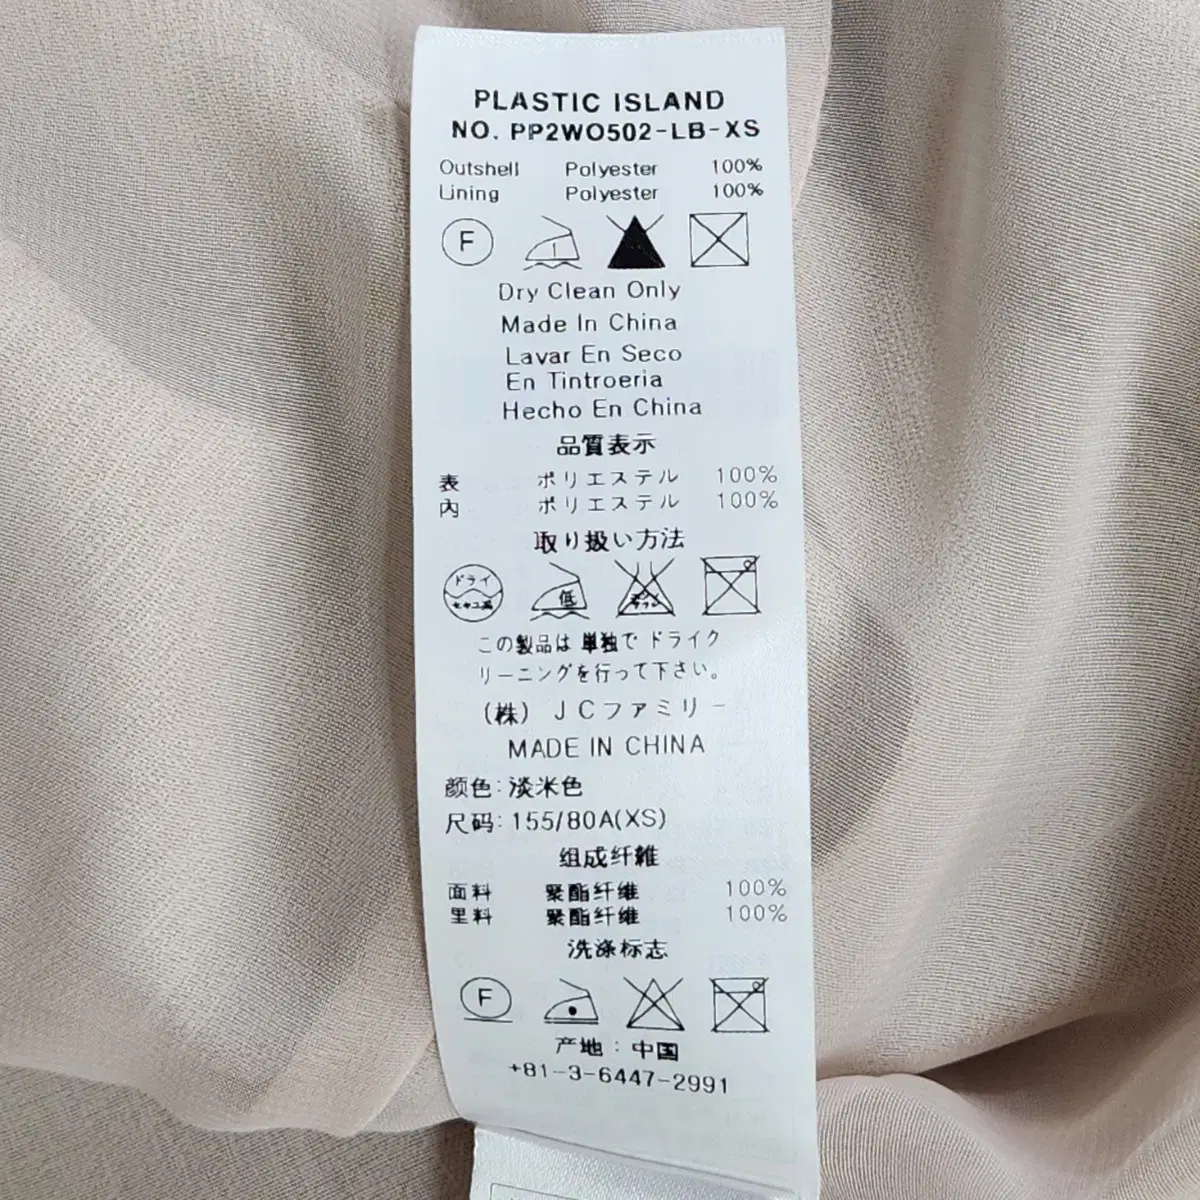 PLASTIC ISLAND
NO. PP2WO502-LB-XS
Outshell Polyester 100%
Lining Polyester 100%
F
Dry Clean Only
Made In China
Lavar En Seco
En Tintroeria
Hecho En China
品質表示
表 ポリエステル 100%
内 ポリエステル 100%
取り扱い方法
ドライ
セキユ系
低
この製品は 単独で ドライク
リーニングを行って下さい。
(株) JCファミリー
MADE IN CHINA
颜色: 淡米色
尺码: 155/80A(XS)
组成纤維
面料 聚酯纤维 100%
里料 聚酯纤维 100%
洗涤标志
F
产地 : 中国
+81-3-6447-2991